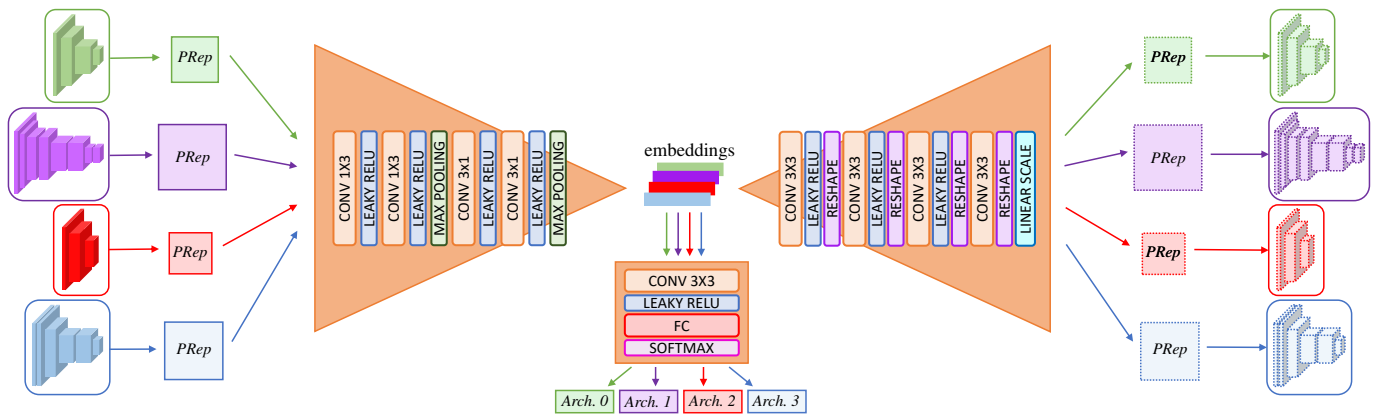 PRep
PRep
PRep
PRep
CONV 1X3
LEAKY RELU
CONV 1X3
LEAKY RELU
MAX POOLING
CONV 3x1
LEAKY RELU
CONV 3x1
LEAKY RELU
MAX POOLING
embeddings
CONV 3X3
LEAKY RELU
FC
SOFTMAX
Arch. 0
Arch. 1
Arch. 2
Arch. 3
CONV 3X3
LEAKY RELU
RESHAPE
CONV 3X3
LEAKY RELU
RESHAPE
CONV 3X3
LEAKY RELU
RESHAPE
CONV 3X3
RESHAPE
LINEAR SCALE
PRep
PRep
PRep
PRep